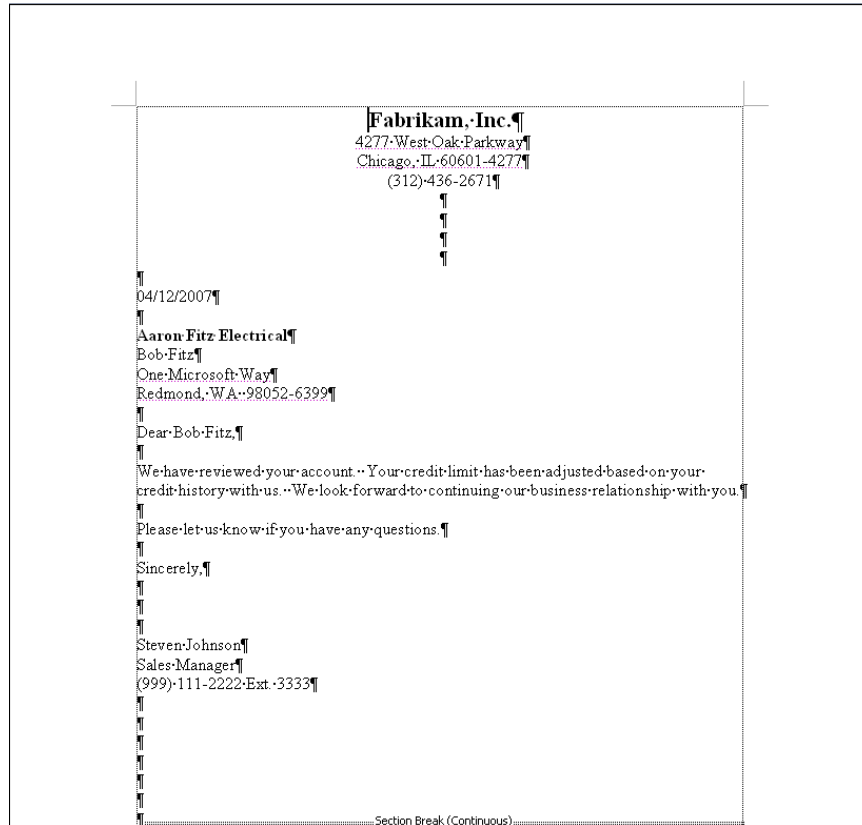 Fabrikam, Inc.¶
4277 West Oak Parkway¶
Chicago, IL 60601-4277¶
(312) 436-2671¶
¶
¶
¶
¶
¶
04/12/2007¶
¶
Aaron Fitz Electrical¶
Bob Fitz¶
One Microsoft Way¶
Redmond, WA  98052-6399¶
¶
Dear Bob Fitz,¶
¶
We have reviewed your account.  Your credit limit has been adjusted based on your
credit history with us.  We look forward to continuing our business relationship with you.¶
¶
Please let us know if you have any questions.¶
¶
Sincerely,¶
¶
¶
¶
Steven Johnson¶
Sales Manager¶
(999) 111-2222 Ext. 3333¶
¶
¶
¶
¶
¶
¶
¶ Section Break (Continuous)